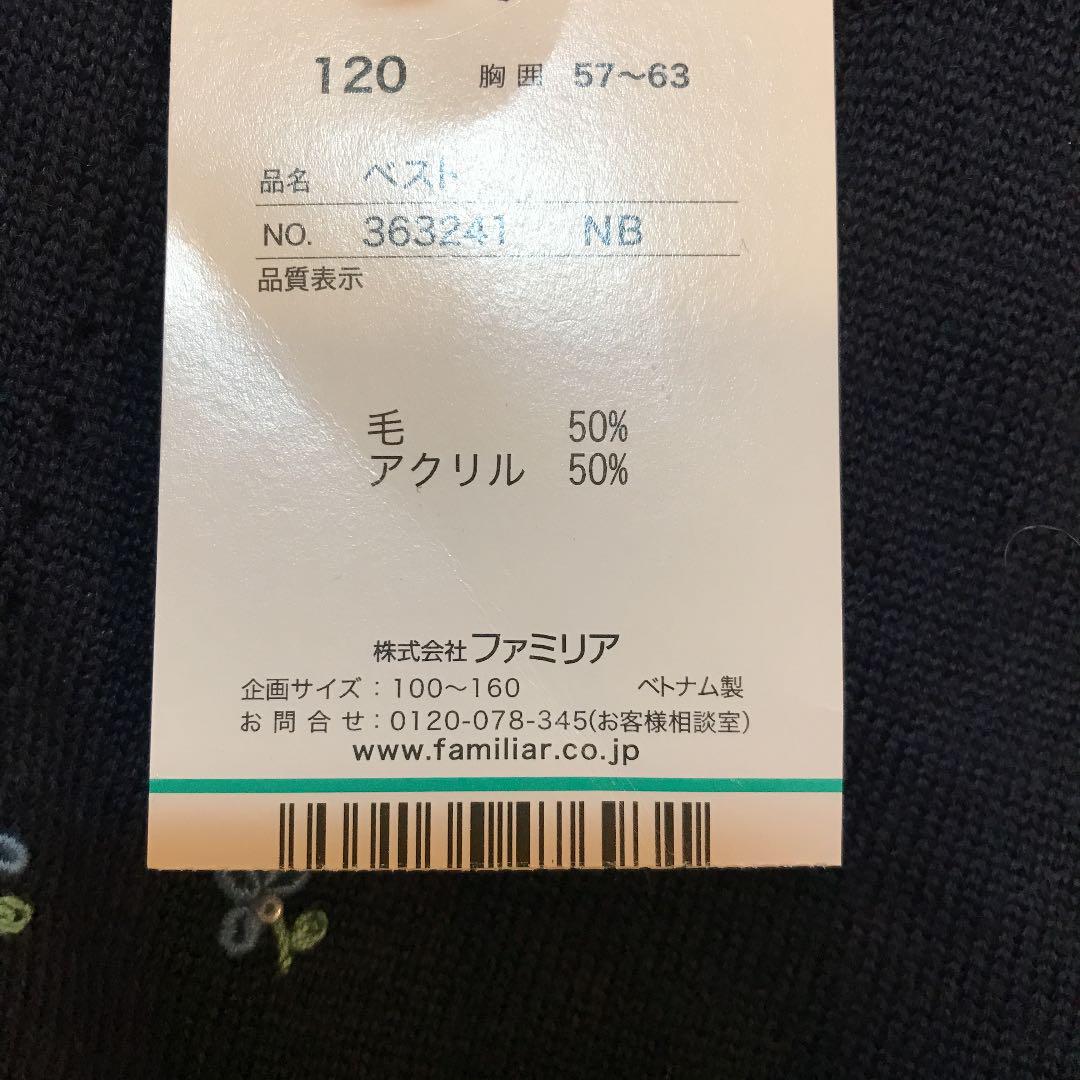 120 胸囲 57～63
品名 ベスト
NO. 363241 NB
品質表示
毛 50%
アクリル 50%
株式会社ファミリア
企画サイズ：100～160 ベトナム製
お問合せ：0120-078-345(お客様相談室)
www.familiar.co.jp